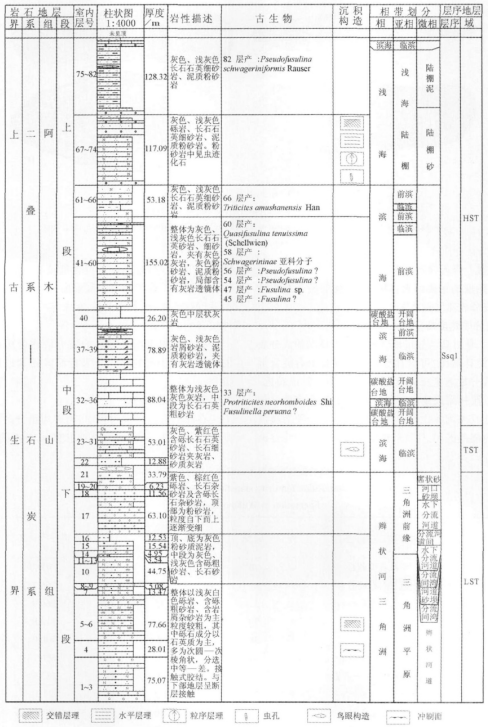 岩石地层
室内层号
柱状图
1:4000
厚度/m
岩性描述
古生物
沉积构造
相带划分
层序地层
界 系 组 段
相 亚相 微相
层序 域
未见顶
75~82
128.32
灰色、浅灰色
长石石英细砂
岩、泥质粉砂
岩
82 层产：Pseudofusulina
schwageriniformis Rauser
滨海 临滨
浅海
浅海陆棚
陆棚泥
67~74
117.09
灰色、浅灰色
砾岩、长石石
英细砂岩、泥
质粉砂岩。粉
砂岩中见虫迹
化石
陆棚砂
61~66
53.18
灰色、浅灰色
长石石英细砂
岩、泥质粉砂
岩
66 层产：
Triticites amushanensis Han
前滨
临滨
前滨
临滨
41~60
155.02
整体为灰色、
浅灰色长石石
英砂岩、细砂
岩，夹有灰色
灰岩，灰色粉
砂岩、泥质粉
砂岩，局部含
有灰岩透镜体
60 层产：
Quasifusulina tenuissima
(Schellwien)
58 层产：
Schwagerininae 亚科分子
56 层产：Pseudofusulina ?
54 层产：Pseudofusulina ?
47 层产：Fusulina sp.
45 层产：Fusulina ?
滨海
前滨
HST
40
26.20
灰色中层状灰
岩
碳酸盐台地
开阔台地
37~39
78.89
灰色、浅灰色
岩屑砂岩、泥
质粉砂岩，夹
有灰岩透镜体
滨海
前滨
临滨
Ssq1
32~36
88.04
整体为浅灰色、
灰色灰岩，中
段为长石石英
粗砂岩
33 层产：
Protriticites neorhomboides Shi
Fusulinella peruana ?
碳酸盐台地
开阔台地
滨海 临滨
碳酸盐台地
开阔台地
23~31
53.01
灰色、紫红色
含砾长石石英
砂岩、长石细
砂岩夹灰岩、
砂质灰岩
滨海
临滨
TST
22
12.88
21
33.79
19~20
6.23
18
11.56
17
63.10
紫色、棕红色
砾岩、长石杂
砂岩及含砾长
石杂砂岩，顶
部为粉砂岩，
粒度自下而上
逐渐变细
辫状河三角洲
三角洲前缘
席状砂
河口砂坝
水下分流河道
分流河道间
16
12.53
15
15.54
14
4.95
11~13
10
44.75
顶、底为灰色
粉砂质泥岩，
中段为灰色、
浅灰色含砾粗
砂岩、长石砂
岩
水下分流河道
8~9
5.08
7
13.47
5~6
77.66
4
28.01
1~3
75.07
整体以浅灰白
色砾岩、含砾
粗砂岩、含岩
屑杂砂岩为主，
粒度较粗，其
中砾石成分以
石英质为主，
多为次圆—次
棱角状，分选
中等—差，接
触式胶结。与
下部地层呈断
层接触
三角洲平原
辫状河道
LST
上古生界
二叠系—石炭系
阿木山组
上段
中段
下段
交错层理
水平层理
粒序层理
虫孔
鸟眼构造
冲刷面